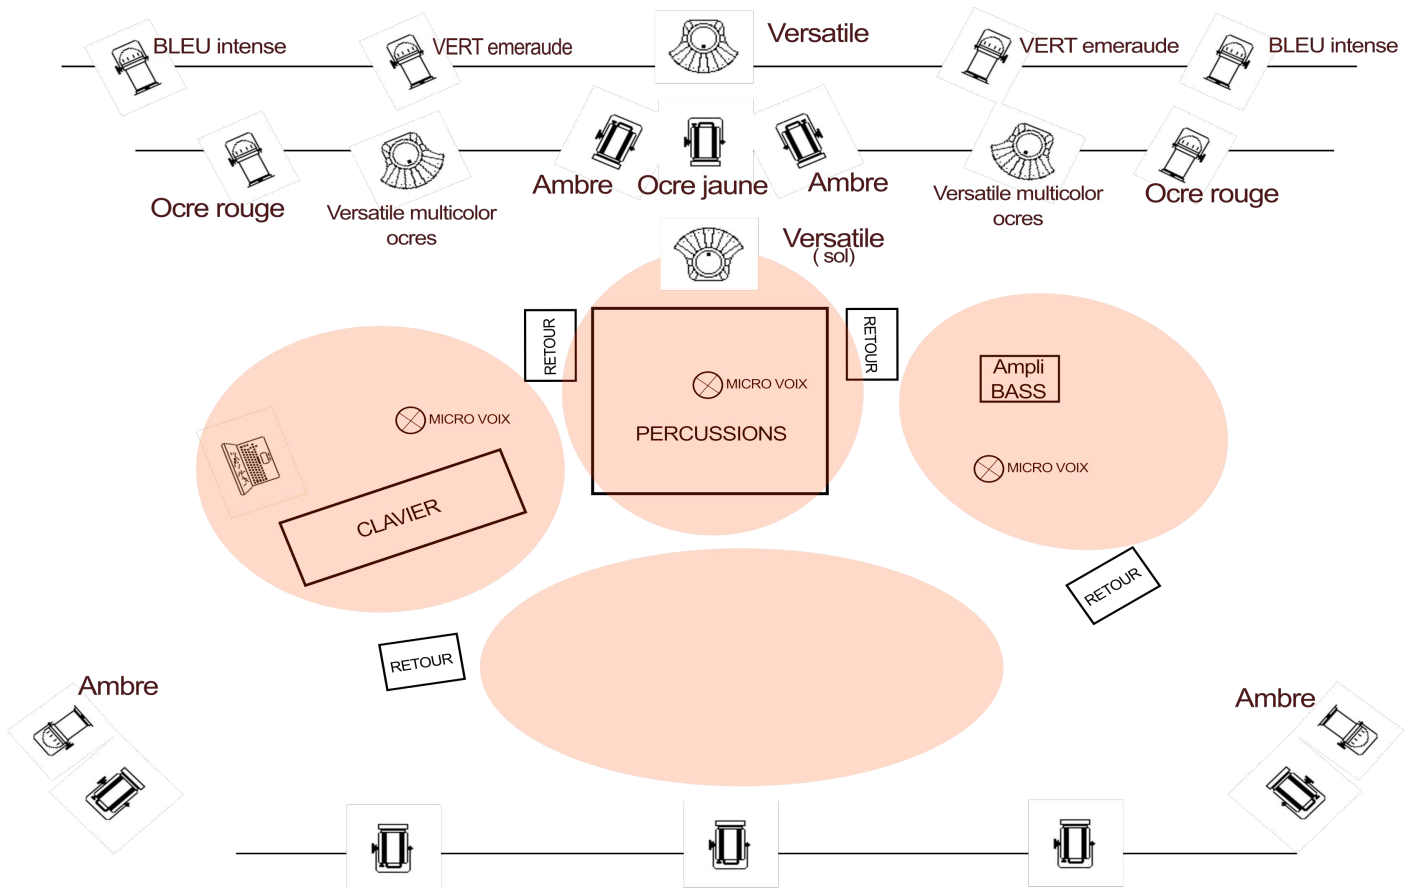 BLEU intense
VERT emeraude
Versatile
VERT emeraude
BLEU intense
Ocre rouge
Versatile multicolor
ocres
Ambre
Ocre jaune
Ambre
Versatile multicolor
ocres
Ocre rouge
Versatile
( sol)
RETOUR
RETOUR
MICRO VOIX
PERCUSSIONS
Ampli
BASS
MICRO VOIX
MICRO VOIX
CLAVIER
RETOUR
RETOUR
Ambre
Ambre